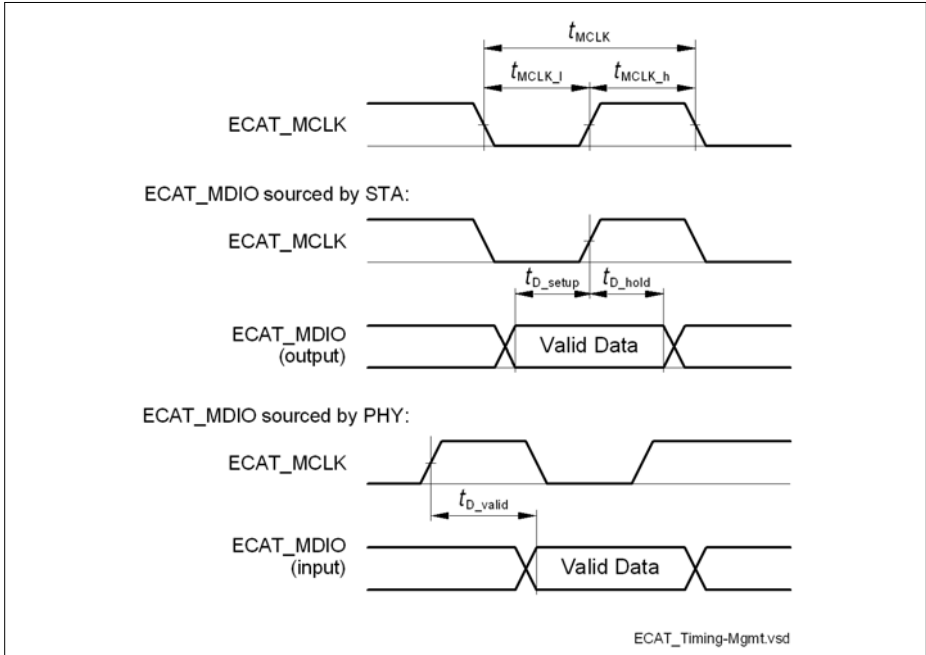 tMCLK
tMCLK_l tMCLK_h
ECAT_MCLK
ECAT_MDIO sourced by STA:
ECAT_MCLK
tD_setup tD_hold
ECAT_MDIO
(output)
Valid Data
ECAT_MDIO sourced by PHY:
ECAT_MCLK
tD_valid
ECAT_MDIO
(input)
Valid Data
ECAT_Timing-Mgmt.vsd